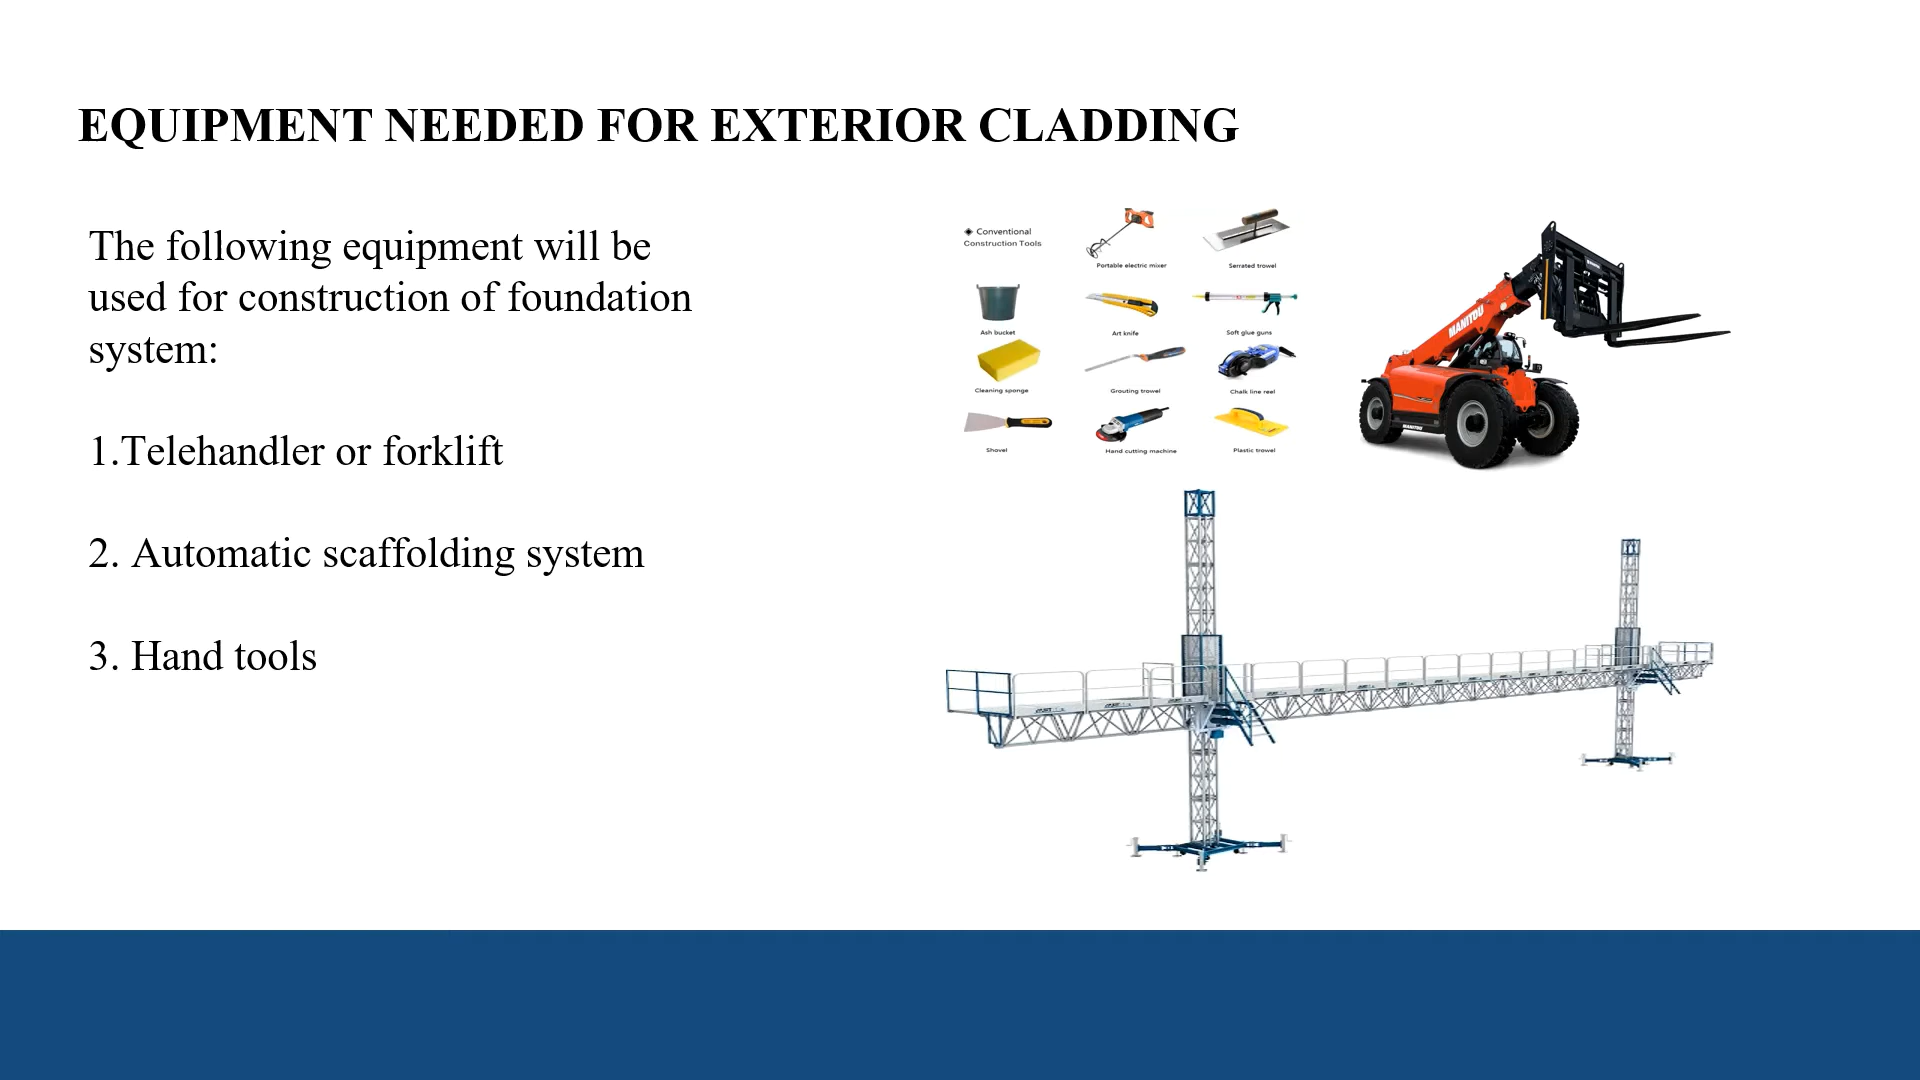 EQUIPMENT NEEDED FOR EXTERIOR CLADDING
The following equipment will be
used for construction of foundation
system:
1.Telehandler or forklift
2. Automatic scaffolding system
3. Hand tools
◈ Conventional
Construction Tools
Portable electric mixer
Serrated trowel
Ash bucket
Art knife
Soft glue guns
Cleaning sponge
Grouting trowel
Chalk line reel
Shovel
Hand cutting machine
Plastic trowel
MANITOU
MANITOU